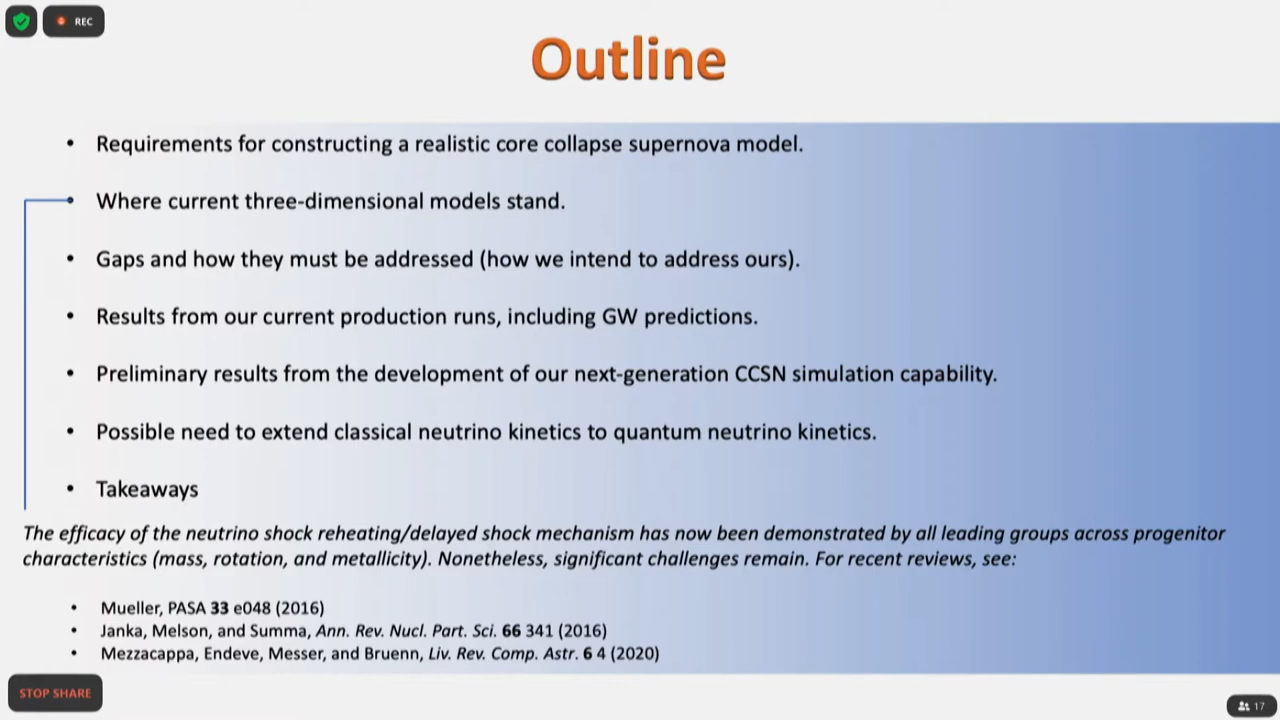 REC
Outline
• Requirements for constructing a realistic core collapse supernova model.
• Where current three-dimensional models stand.
• Gaps and how they must be addressed (how we intend to address ours).
• Results from our current production runs, including GW predictions.
• Preliminary results from the development of our next-generation CCSN simulation capability.
• Possible need to extend classical neutrino kinetics to quantum neutrino kinetics.
• Takeaways
The efficacy of the neutrino shock reheating/delayed shock mechanism has now been demonstrated by all leading groups across progenitor
characteristics (mass, rotation, and metallicity). Nonetheless, significant challenges remain. For recent reviews, see:
• Mueller, PASA 33 e048 (2016)
• Janka, Melson, and Summa, Ann. Rev. Nucl. Part. Sci. 66 341 (2016)
• Mezzacappa, Endeve, Messer, and Bruenn, Liv. Rev. Comp. Astr. 6 4 (2020)
STOP SHARE
17